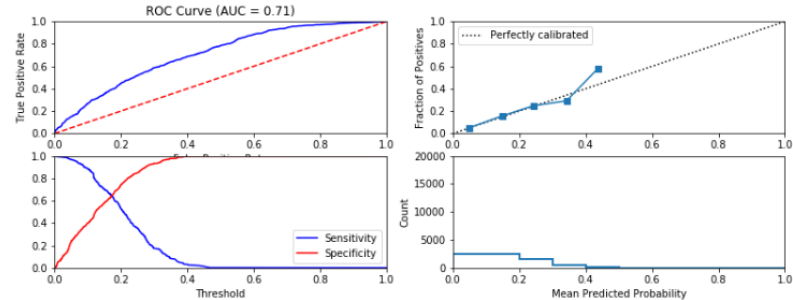 ROC Curve (AUC = 0.71)
True Positive Rate
1.0
0.8
0.6
0.4
0.2
0.0
0.0 0.2 0.4 0.6 0.8 1.0
Fraction of Positives
1.0
0.8
0.6
0.4
0.2
0.0
Perfectly calibrated
0.0 0.2 0.4 0.6 0.8 1.0
1.0
0.8
0.6
0.4
0.2
0.0
Sensitivity
Specificity
0.0 0.2 0.4 0.6 0.8 1.0
Threshold
Count
20000
15000
10000
5000
0
0.0 0.2 0.4 0.6 0.8 1.0
Mean Predicted Probability